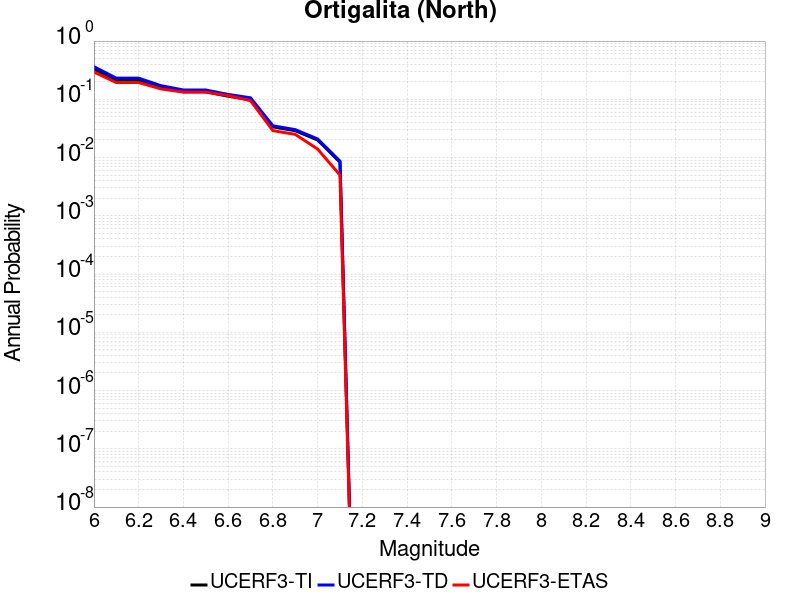 Ortigalita (North)
10^0
10^-1
10^-2
10^-3
10^-4
10^-5
10^-6
10^-7
10^-8
Annual Probability
6 6.2 6.4 6.6 6.8 7 7.2 7.4 7.6 7.8 8 8.2 8.4 8.6 8.8 9
Magnitude
UCERF3-TI UCERF3-TD UCERF3-ETAS